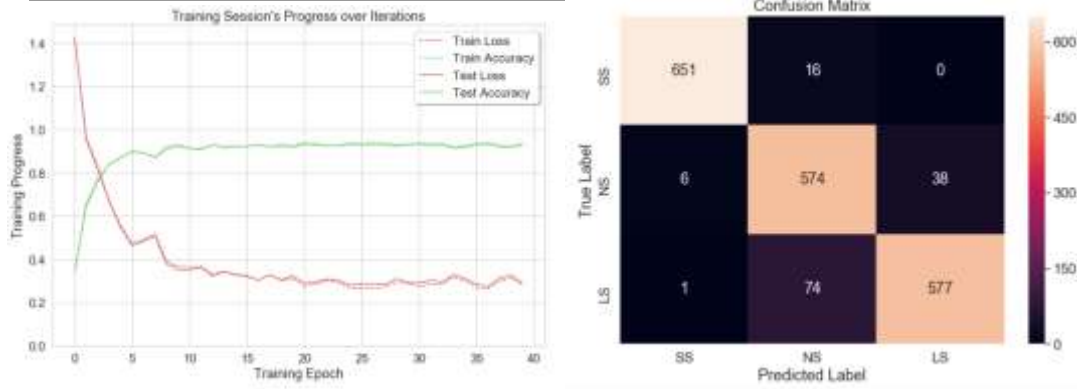 Training Session's Progress over Iterations
Train Loss
Train Accuracy
Test Loss
Test Accuracy
Training Progress
1.4
1.2
1.0
0.8
0.6
0.4
0.2
0.0
0 5 10 15 20 25 30 35 40
Training Epoch
Confusion Matrix
True Label
SS 651 16 0
NS 6 574 38
LS 1 74 577
SS NS LS
Predicted Label
600
450
300
150
0